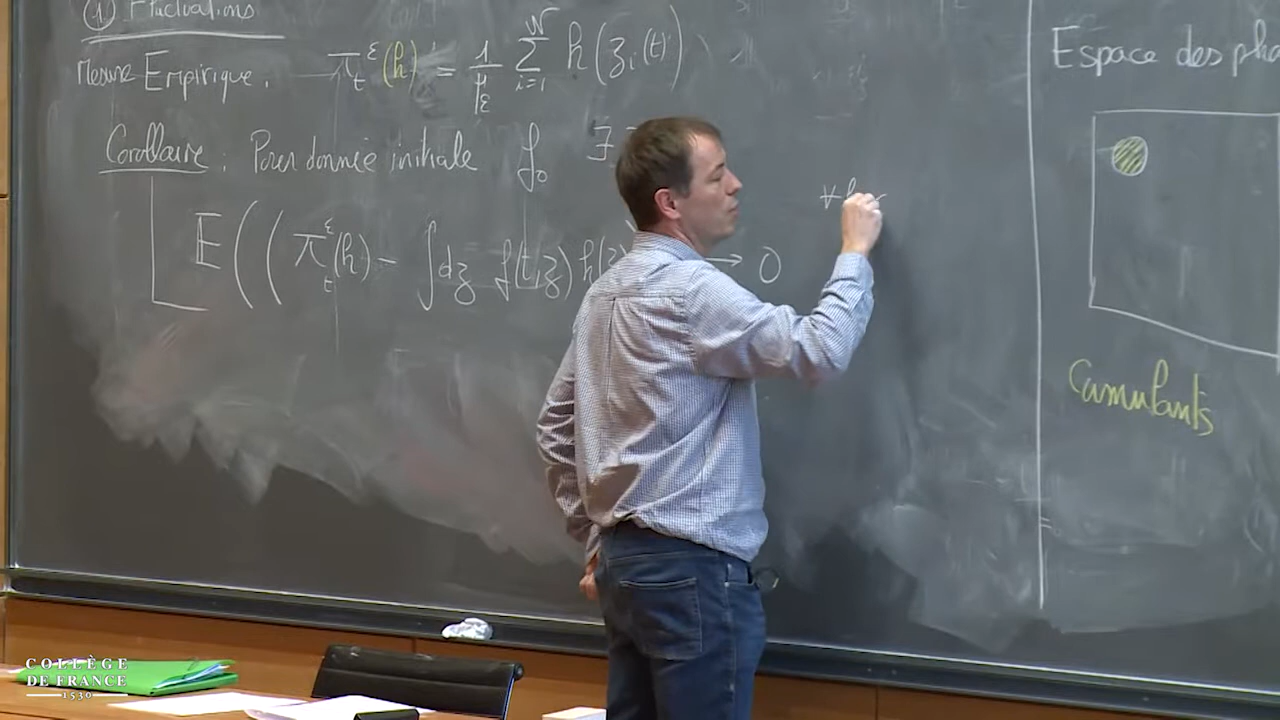 ① Fluctuations
Mesure Empirique. π_t^ε(h) = 1/μ_ε ∑_{i=1}^N h(z_i(t))
Corollaire : Pour donnée initiale f_0 ∃
E((π_t^ε(h) - ∫dz f(t,z) h(z) → 0
∀
Espace des pha
Cumulants
COLLÈGE
DE FRANCE
1530